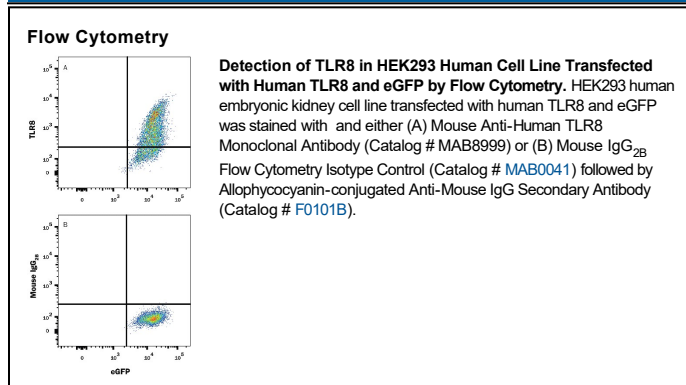 Flow Cytometry
A
10⁵
10⁴
10³
10²
0
TLR8
0 10³ 10⁴ 10⁵
B
10⁵
10⁴
10³
10²
0
Mouse IgG₂B
0 10³ 10⁴ 10⁵
eGFP
Detection of TLR8 in HEK293 Human Cell Line Transfected
with Human TLR8 and eGFP by Flow Cytometry. HEK293 human
embryonic kidney cell line transfected with human TLR8 and eGFP
was stained with and either (A) Mouse Anti-Human TLR8
Monoclonal Antibody (Catalog # MAB8999) or (B) Mouse IgG₂B
Flow Cytometry Isotype Control (Catalog # MAB0041) followed by
Allophycocyanin-conjugated Anti-Mouse IgG Secondary Antibody
(Catalog # F0101B).